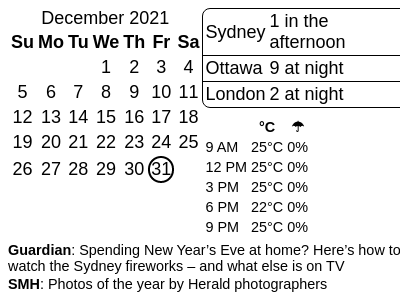 December 2021
Su Mo Tu We Th Fr Sa
1 2 3 4
5 6 7 8 9 10 11
12 13 14 15 16 17 18
19 20 21 22 23 24 25
26 27 28 29 30 31
Sydney 1 in the
afternoon
Ottawa 9 at night
London 2 at night
°C ☂
9 AM 25°C 0%
12 PM 25°C 0%
3 PM 25°C 0%
6 PM 22°C 0%
9 PM 25°C 0%
Guardian: Spending New Year’s Eve at home? Here’s how to
watch the Sydney fireworks – and what else is on TV
SMH: Photos of the year by Herald photographers